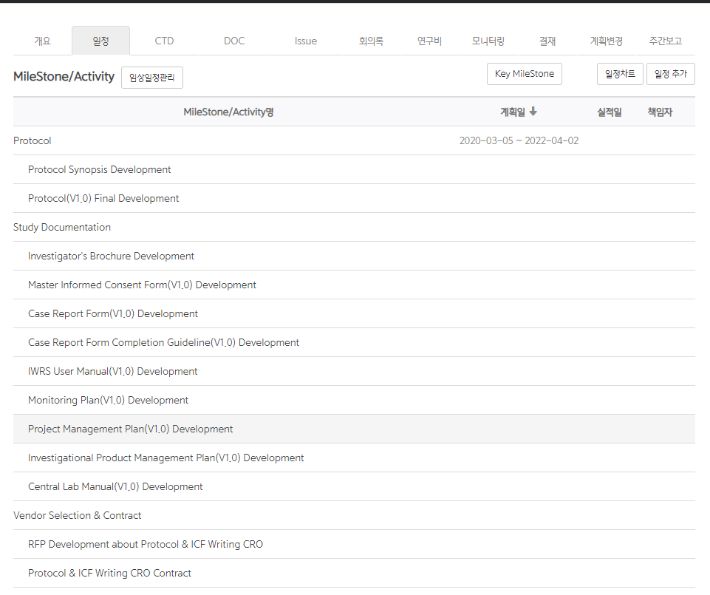 개요 일정 CTD DOC Issue 회의록 연구비 모니터링 결재 계획변경 주간보고
MileStone/Activity 임상일정관리 Key MileStone 일정차트 일정 추가
MileStone/Activity명 계획일 실적일 책임자
Protocol 2020-03-05 ~ 2022-04-02
Protocol Synopsis Development
Protocol(V1.0) Final Development
Study Documentation
Investigator's Brochure Development
Master Informed Consent Form(V1.0) Development
Case Report Form(V1.0) Development
Case Report Form Completion Guideline(V1.0) Development
IWRS User Manual(V1.0) Development
Monitoring Plan(V1.0) Development
Project Management Plan(V1.0) Development
Investigational Product Management Plan(V1.0) Development
Central Lab Manual(V1.0) Development
Vendor Selection & Contract
RFP Development about Protocol & ICF Writing CRO
Protocol & ICF Writing CRO Contract